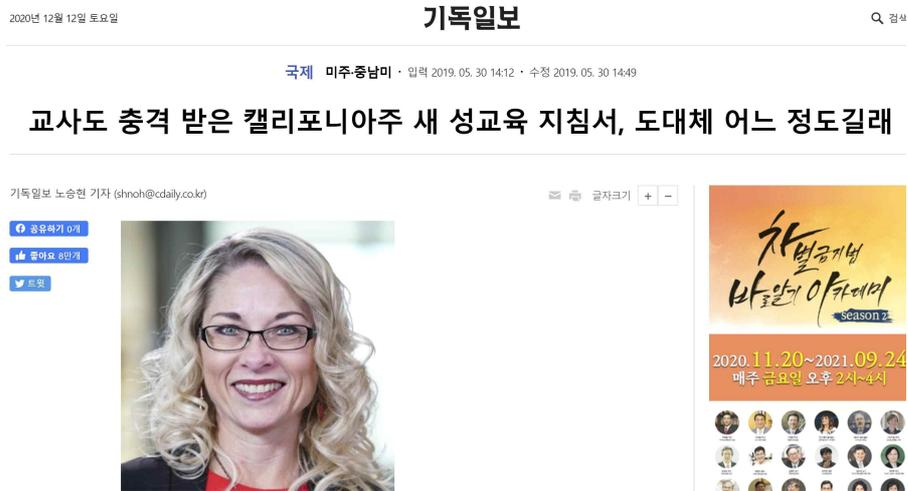 2020년 12월 12일 토요일
기독일보
검색
국제 미주·중남미 · 입력 2019. 05. 30 14:12 · 수정 2019. 05. 30 14:49
교사도 충격 받은 캘리포니아주 새 성교육 지침서, 도대체 어느 정도길래
기독일보 노승현 기자 (shnoh@cdaily.co.kr)
글자크기 + -
공유하기 0개
좋아요 8만개
트윗
차별금지법
바로알기 아카데미
season 2
2020.11.20~2021.09.24
매주 금요일 오후 2시~4시